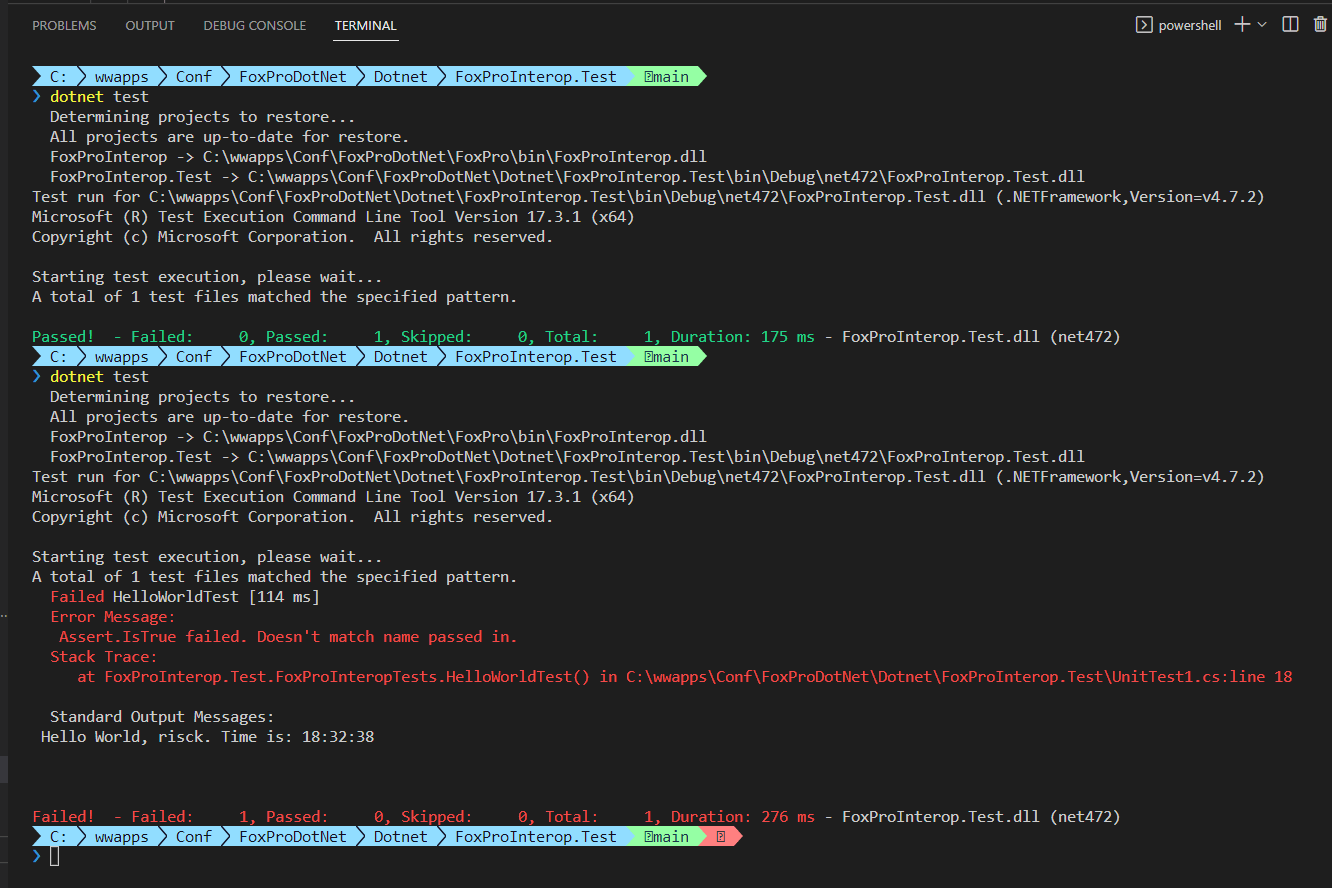 PROBLEMS OUTPUT DEBUG CONSOLE TERMINAL powershell
C: wwapps Conf FoxProDotNet Dotnet FoxProInterop.Test main
❯ dotnet test
Determining projects to restore...
All projects are up-to-date for restore.
FoxProInterop -> C:\wwapps\Conf\FoxProDotNet\FoxPro\bin\FoxProInterop.dll
FoxProInterop.Test -> C:\wwapps\Conf\FoxProDotNet\Dotnet\FoxProInterop.Test\bin\Debug\net472\FoxProInterop.Test.dll
Test run for C:\wwapps\Conf\FoxProDotNet\Dotnet\FoxProInterop.Test\bin\Debug\net472\FoxProInterop.Test.dll (.NETFramework,Version=v4.7.2)
Microsoft (R) Test Execution Command Line Tool Version 17.3.1 (x64)
Copyright (c) Microsoft Corporation.  All rights reserved.
Starting test execution, please wait...
A total of 1 test files matched the specified pattern.
Passed!  - Failed:     0, Passed:     1, Skipped:     0, Total:     1, Duration: 175 ms - FoxProInterop.Test.dll (net472)
C: wwapps Conf FoxProDotNet Dotnet FoxProInterop.Test main
❯ dotnet test
Determining projects to restore...
All projects are up-to-date for restore.
FoxProInterop -> C:\wwapps\Conf\FoxProDotNet\FoxPro\bin\FoxProInterop.dll
FoxProInterop.Test -> C:\wwapps\Conf\FoxProDotNet\Dotnet\FoxProInterop.Test\bin\Debug\net472\FoxProInterop.Test.dll
Test run for C:\wwapps\Conf\FoxProDotNet\Dotnet\FoxProInterop.Test\bin\Debug\net472\FoxProInterop.Test.dll (.NETFramework,Version=v4.7.2)
Microsoft (R) Test Execution Command Line Tool Version 17.3.1 (x64)
Copyright (c) Microsoft Corporation.  All rights reserved.
Starting test execution, please wait...
A total of 1 test files matched the specified pattern.
Failed HelloWorldTest [114 ms]
Error Message:
Assert.IsTrue failed. Doesn't match name passed in.
Stack Trace:
at FoxProInterop.Test.FoxProInteropTests.HelloWorldTest() in C:\wwapps\Conf\FoxProDotNet\Dotnet\FoxProInterop.Test\UnitTest1.cs:line 18
Standard Output Messages:
Hello World, risck. Time is: 18:32:38
Failed!  - Failed:     1, Passed:     0, Skipped:     0, Total:     1, Duration: 276 ms - FoxProInterop.Test.dll (net472)
C: wwapps Conf FoxProDotNet Dotnet FoxProInterop.Test main
❯